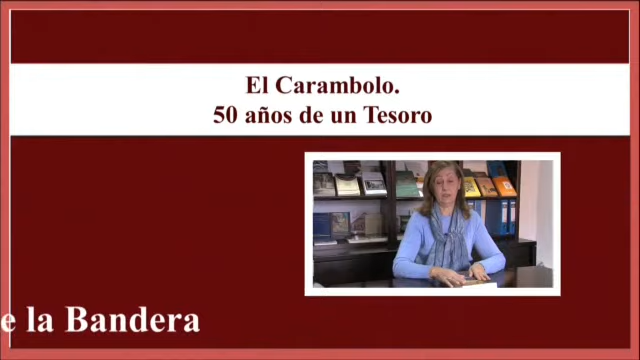 El Carambolo.
50 años de un Tesoro
e la Bandera